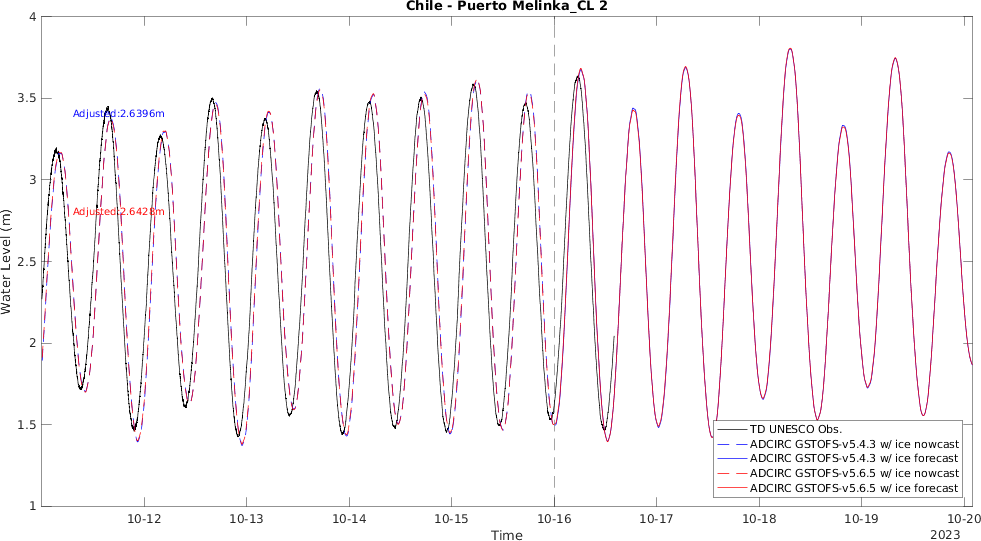 Chile - Puerto Melinka_CL 2
4
3.5
3
2.5
2
1.5
1
Water Level (m)
Adjusted:2.6396m
Adjusted:2.6428m
TD UNESCO Obs.
ADCIRC GSTOFS-v5.4.3 w/ ice nowcast
ADCIRC GSTOFS-v5.4.3 w/ ice forecast
ADCIRC GSTOFS-v5.6.5 w/ ice nowcast
ADCIRC GSTOFS-v5.6.5 w/ ice forecast
10-12 10-13 10-14 10-15 10-16 10-17 10-18 10-19 10-20
Time
2023